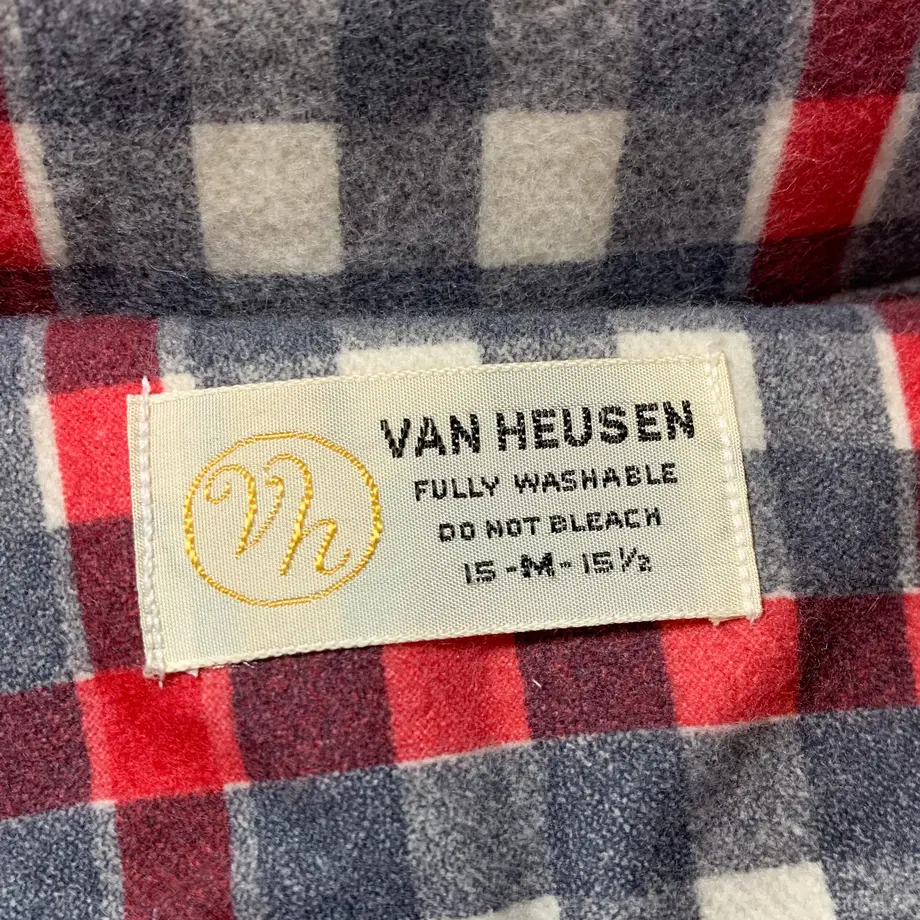 Vh
VAN HEUSEN
FULLY WASHABLE
DO NOT BLEACH
15-M-15½